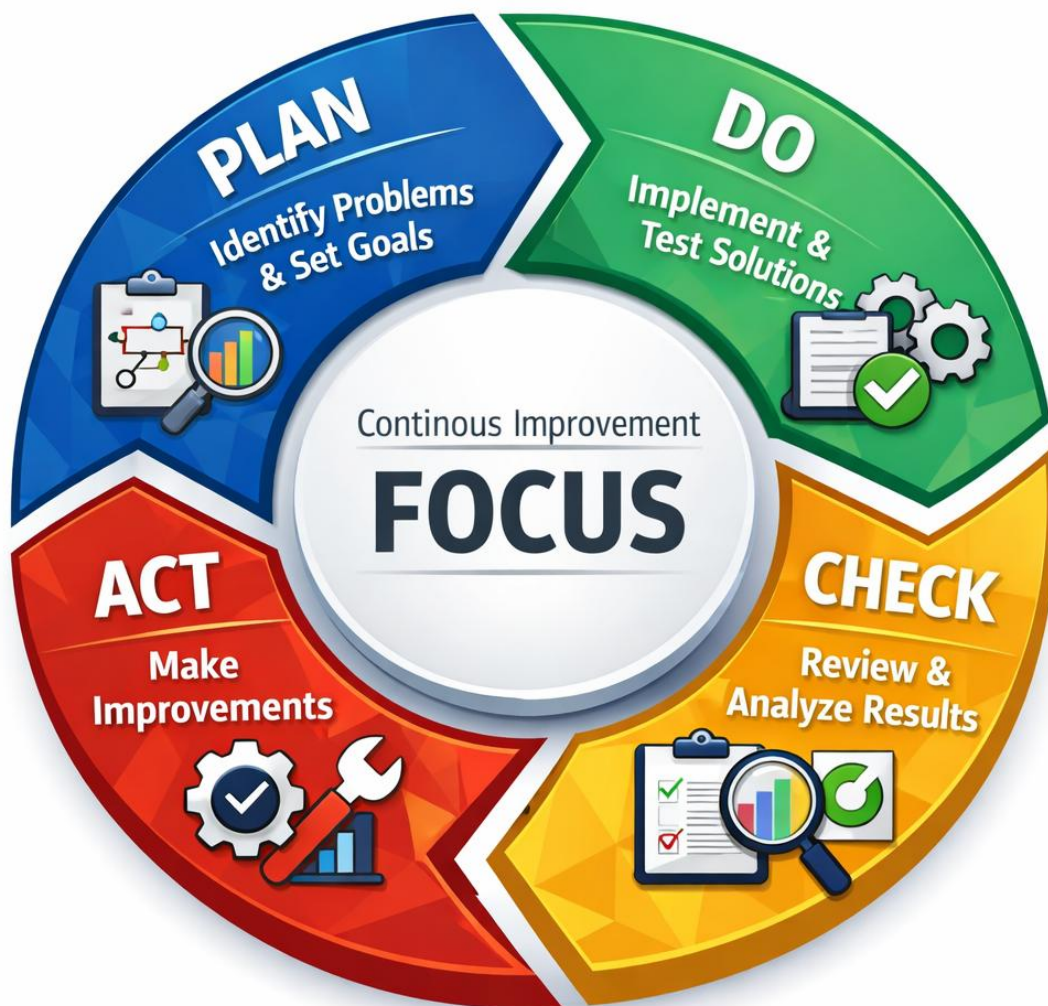 PLAN
Identify Problems
& Set Goals
DO
Implement &
Test Solutions
Continous Improvement
FOCUS
CHECK
Review &
Analyze Results
ACT
Make
Improvements